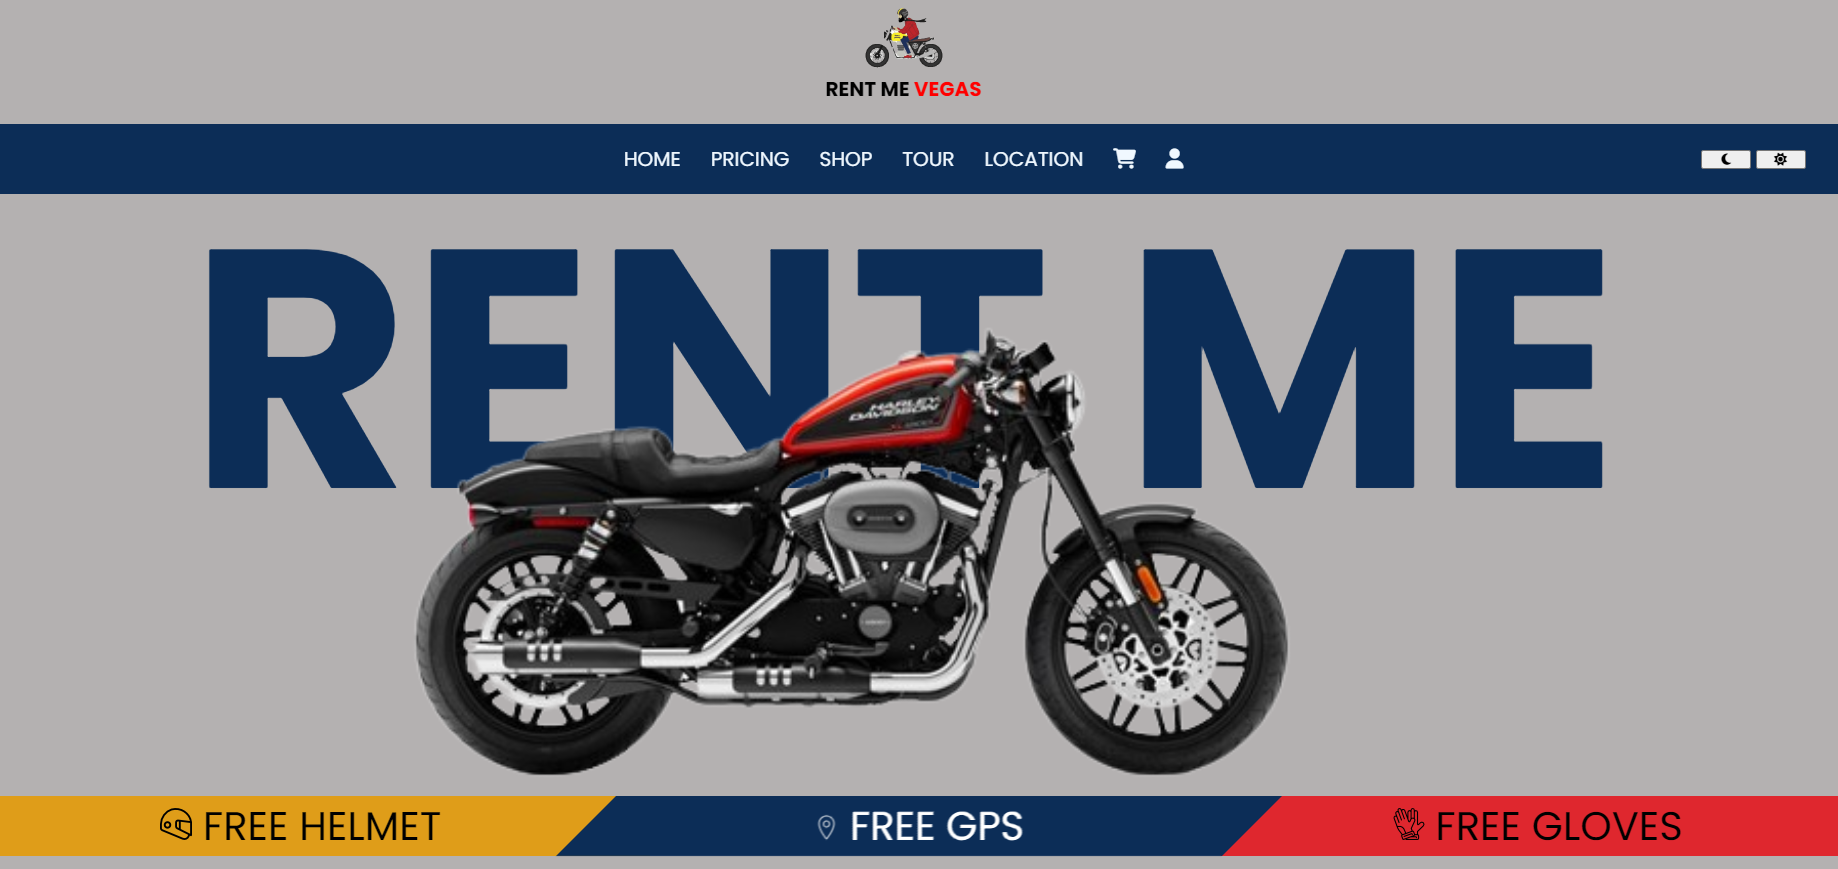 RENT ME VEGAS
HOME PRICING SHOP TOUR LOCATION
RENT ME
HARLEY-
DAVIDSON
FREE HELMET FREE GPS FREE GLOVES